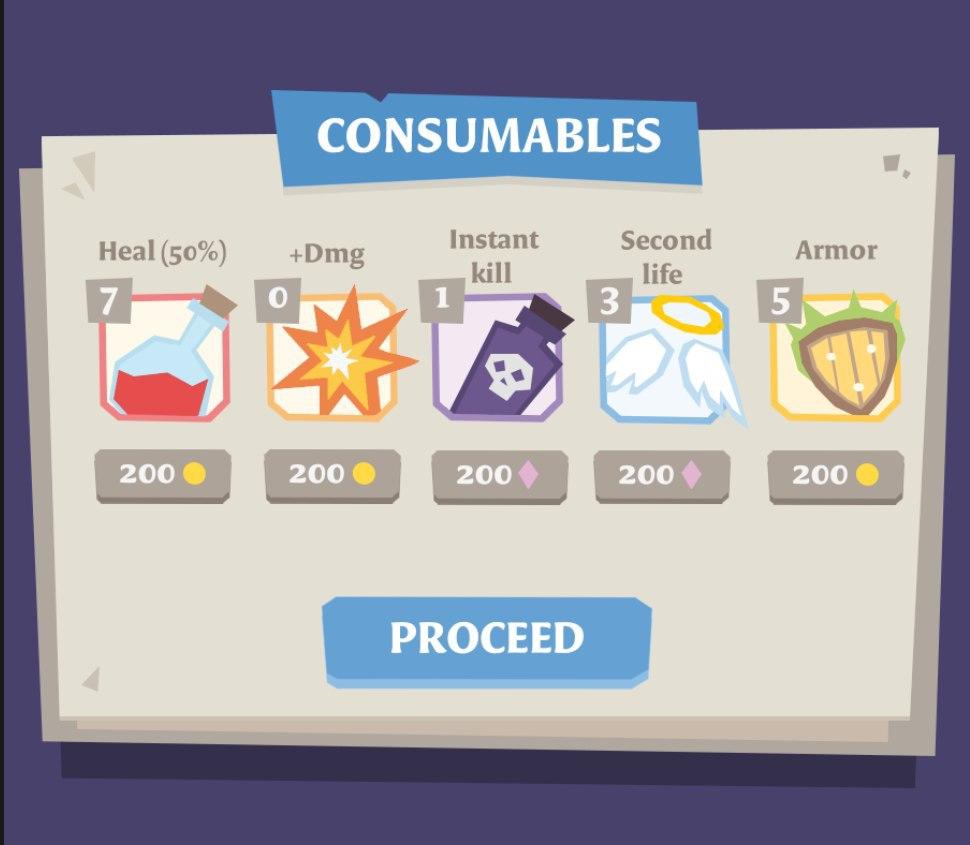 CONSUMABLES
Heal (50%)
+Dmg
Instant
kill
Second
life
Armor
7
0
1
3
5
200
200
200
200
200
PROCEED